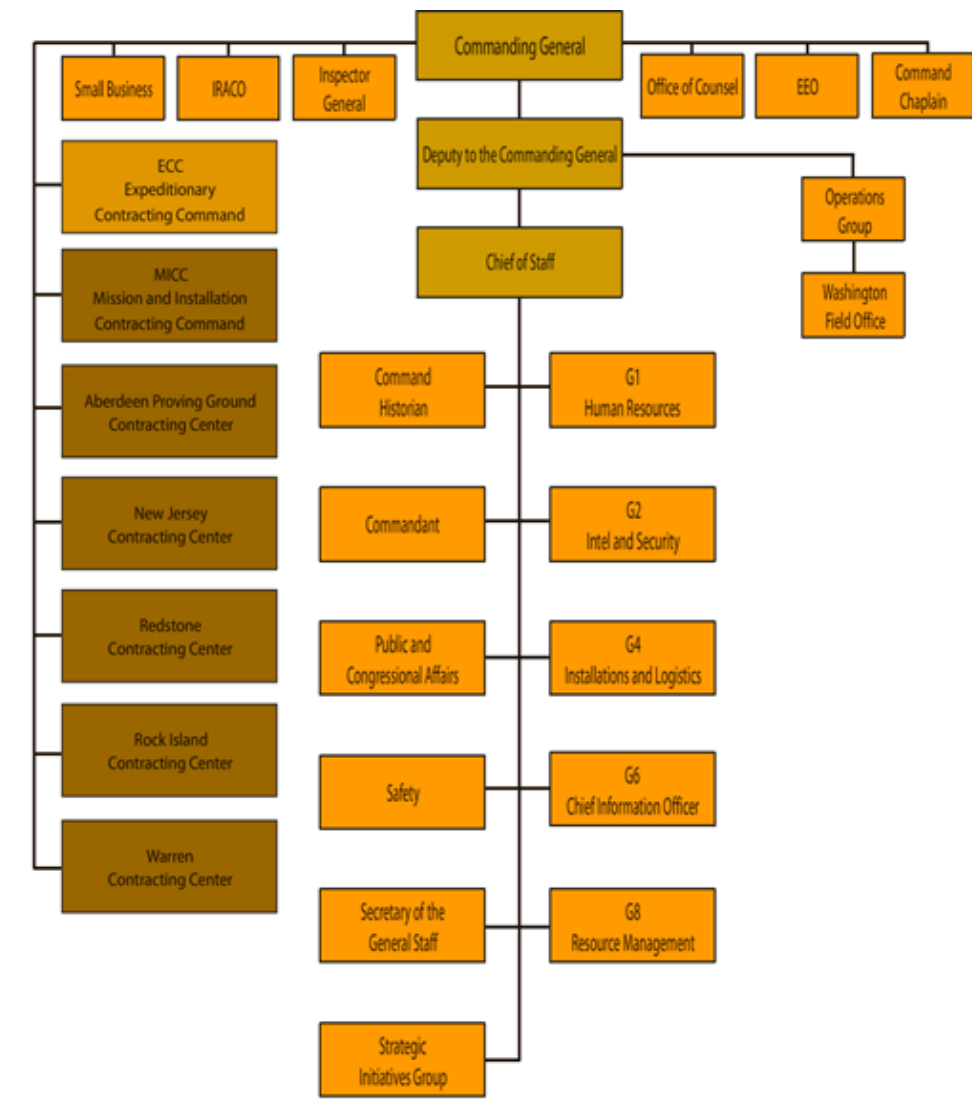 Commanding General
Small Business
IRACO
Inspector
General
Office of Counsel
EEO
Command
Chaplain
Deputy to the Commanding General
Operations
Group
Washington
Field Office
Chief of Staff
ECC
Expeditionary
Contracting Command
MICC
Mission and Installation
Contracting Command
Aberdeen Proving Ground
Contracting Center
New Jersey
Contracting Center
Redstone
Contracting Center
Rock Island
Contracting Center
Warren
Contracting Center
Command
Historian
G1
Human Resources
Commandant
G2
Intel and Security
Public and
Congressional Affairs
G4
Installations and Logistics
Safety
G6
Chief Information Officer
Secretary of the
General Staff
G8
Resource Management
Strategic
Initiatives Group